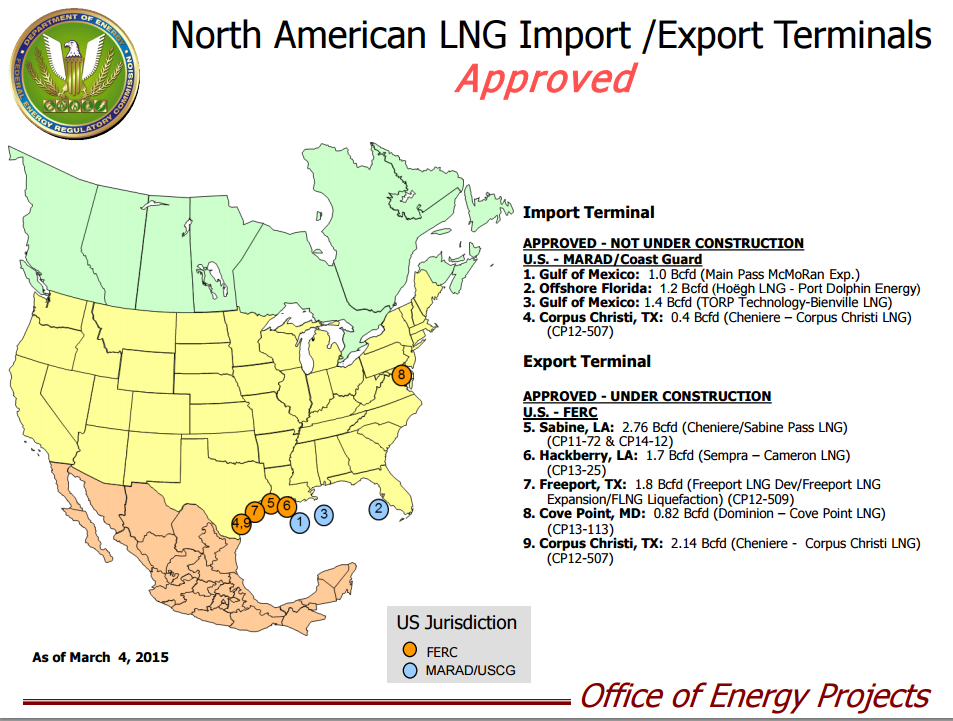 North American LNG Import /Export Terminals
Approved
DEPARTMENT OF ENERGY
FEDERAL ENERGY REGULATORY COMMISSION
Import Terminal
APPROVED - NOT UNDER CONSTRUCTION
U.S. - MARAD/Coast Guard
1. Gulf of Mexico: 1.0 Bcfd (Main Pass McMoRan Exp.)
2. Offshore Florida: 1.2 Bcfd (Hoëgh LNG - Port Dolphin Energy)
3. Gulf of Mexico: 1.4 Bcfd (TORP Technology-Bienville LNG)
4. Corpus Christi, TX: 0.4 Bcfd (Cheniere – Corpus Christi LNG)
(CP12-507)
Export Terminal
APPROVED - UNDER CONSTRUCTION
U.S. - FERC
5. Sabine, LA: 2.76 Bcfd (Cheniere/Sabine Pass LNG)
(CP11-72 & CP14-12)
6. Hackberry, LA: 1.7 Bcfd (Sempra – Cameron LNG)
(CP13-25)
7. Freeport, TX: 1.8 Bcfd (Freeport LNG Dev/Freeport LNG
Expansion/FLNG Liquefaction) (CP12-509)
8. Cove Point, MD: 0.82 Bcfd (Dominion – Cove Point LNG)
(CP13-113)
9. Corpus Christi, TX: 2.14 Bcfd (Cheniere - Corpus Christi LNG)
(CP12-507)
8
5
6
7
4,9
1
3
2
US Jurisdiction
FERC
MARAD/USCG
As of March 4, 2015
Office of Energy Projects